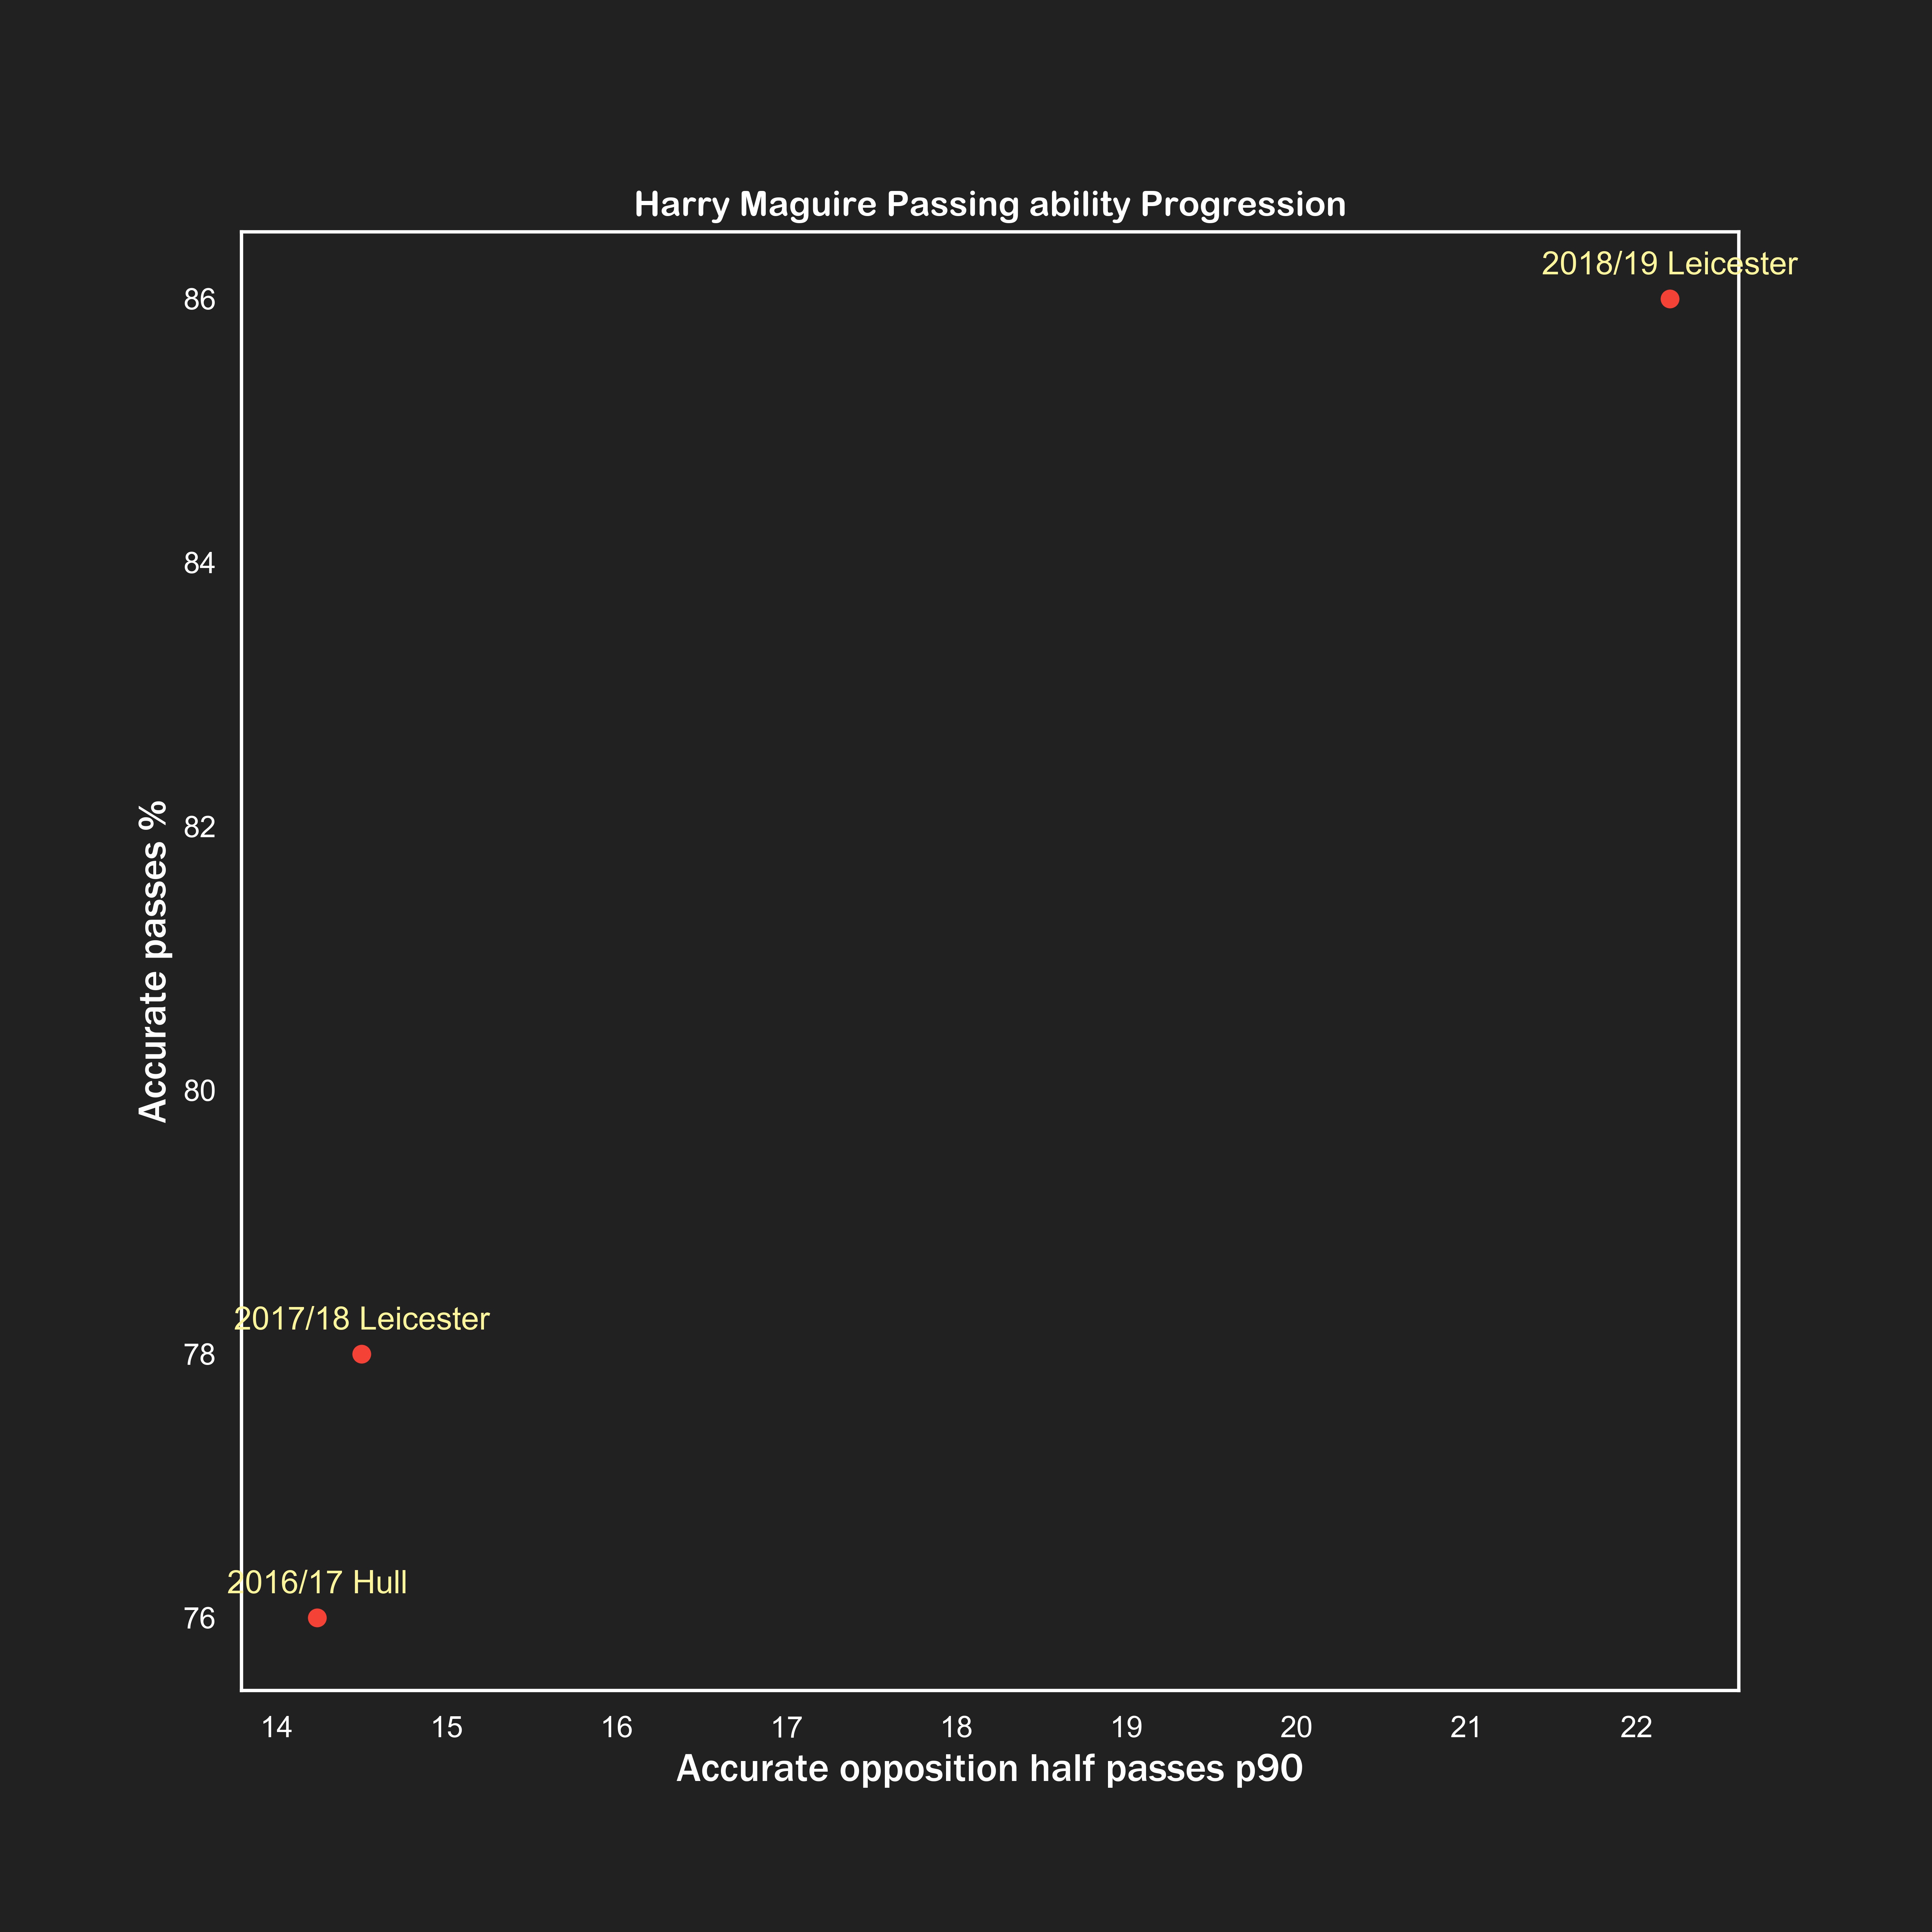 Harry Maguire Passing ability Progression
2018/19 Leicester
86
84
82
80
2017/18 Leicester
78
2016/17 Hull
76
Accurate passes %
14 15 16 17 18 19 20 21 22
Accurate opposition half passes p90